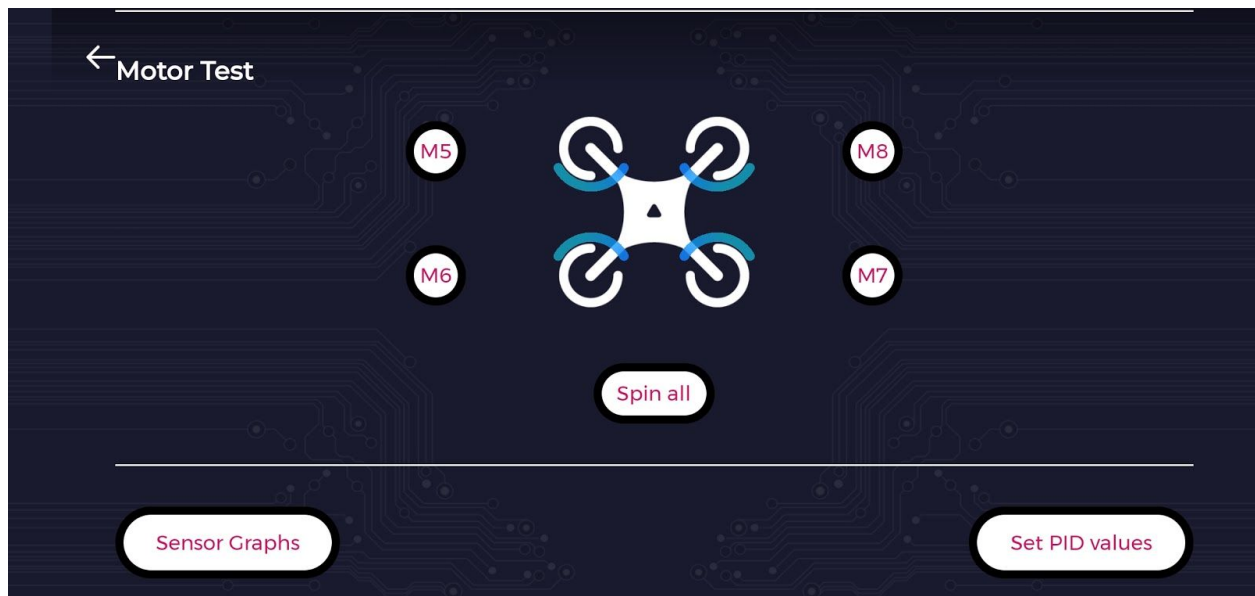 Motor Test
M5
M8
M6
M7
Spin all
Sensor Graphs
Set PID values